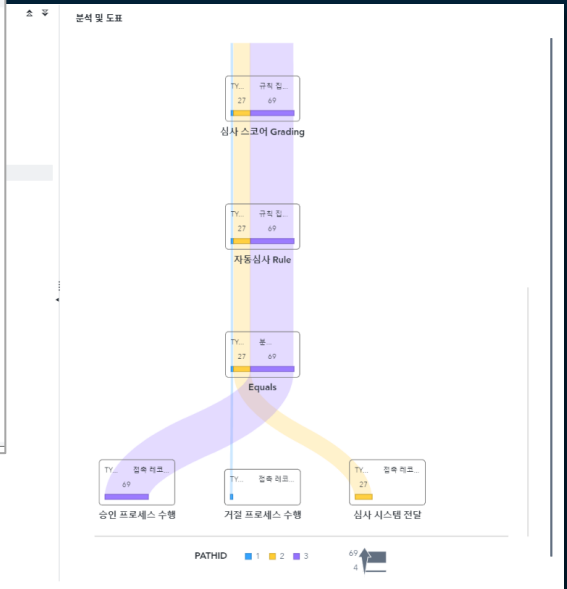 분석 및 도표
TY... 규칙 집...
27 69
심사 스코어 Grading
TY... 규칙 집...
27 69
자동심사 Rule
TY... 분...
27 69
Equals
TY... 접촉 레코...
69
승인 프로세스 수행
TY... 접촉 레코...
거절 프로세스 수행
TY... 접촉 레코...
27
심사 시스템 전달
PATHID 1 2 3
69
4